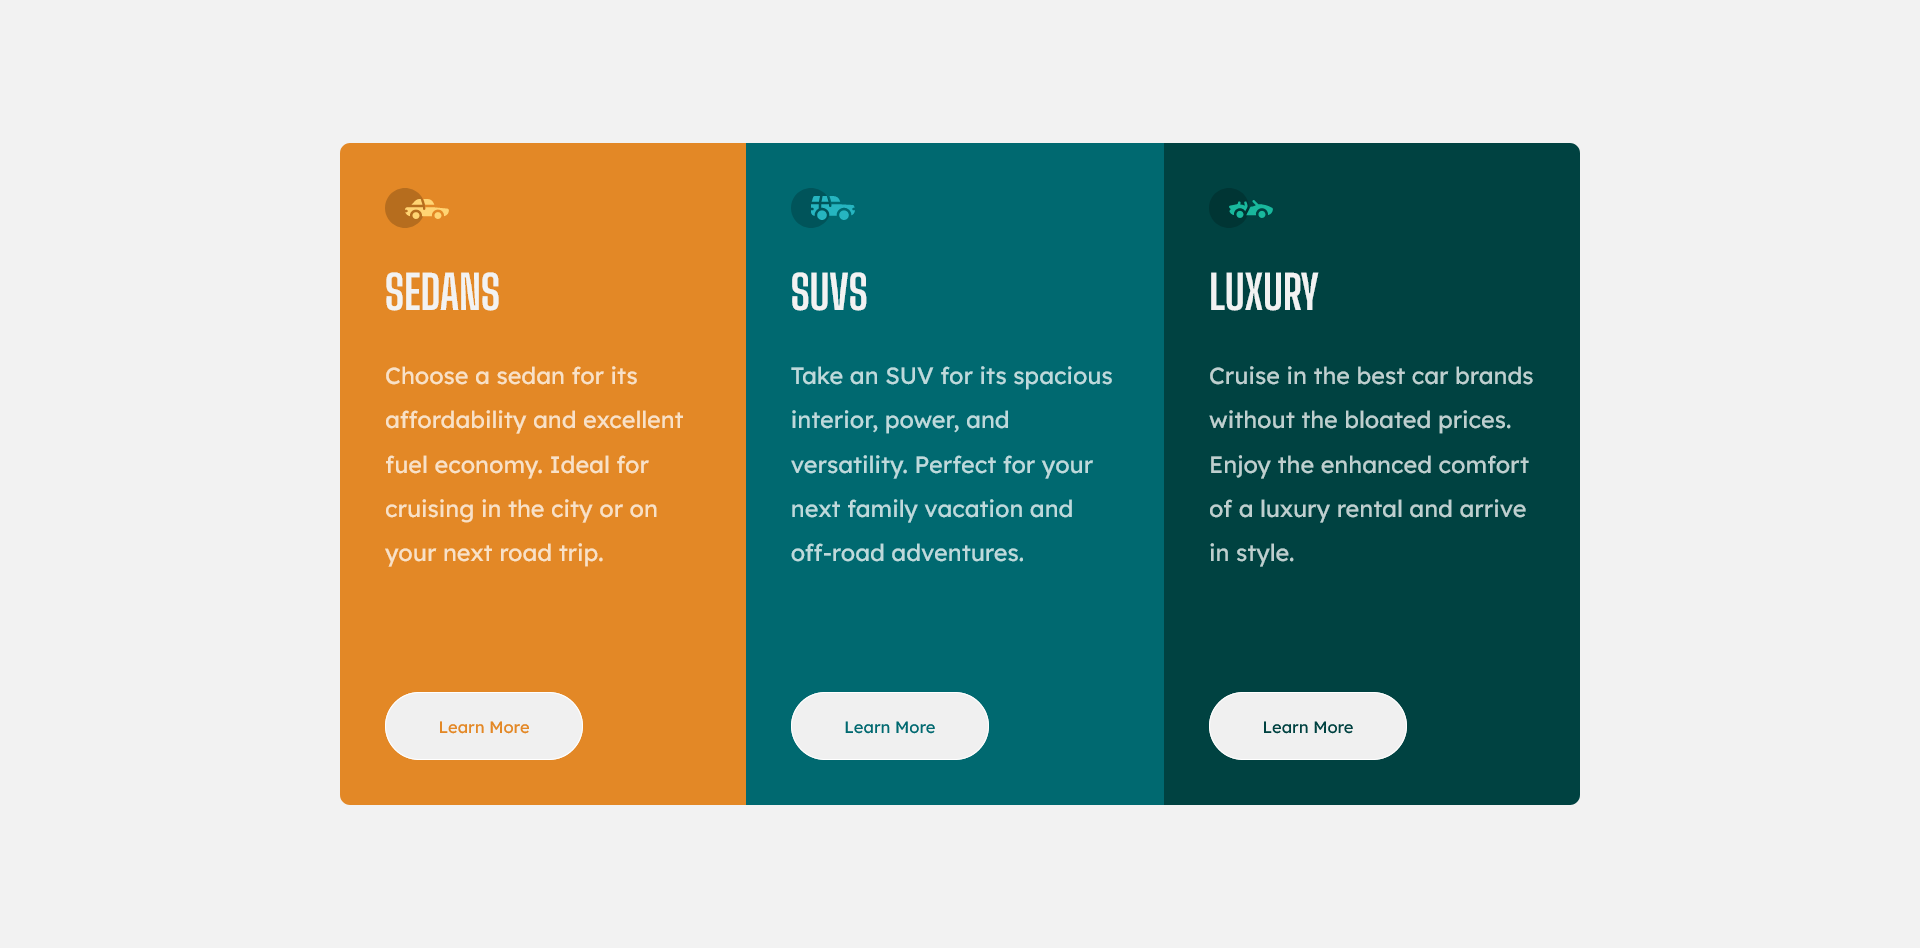 SEDANS
Choose a sedan for its
affordability and excellent
fuel economy. Ideal for
cruising in the city or on
your next road trip.
Learn More
SUVS
Take an SUV for its spacious
interior, power, and
versatility. Perfect for your
next family vacation and
off-road adventures.
Learn More
LUXURY
Cruise in the best car brands
without the bloated prices.
Enjoy the enhanced comfort
of a luxury rental and arrive
in style.
Learn More